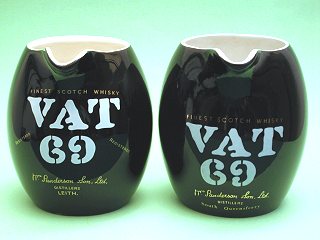 FINEST SCOTCH WHISKY
VAT
69
Wm Sanderson & Son, Ltd.
DISTILLERS
LEITH.
FINEST SCOTCH WHISKY
VAT
69
Wm Sanderson & Son, Ltd.
DISTILLERS
South Queensferry